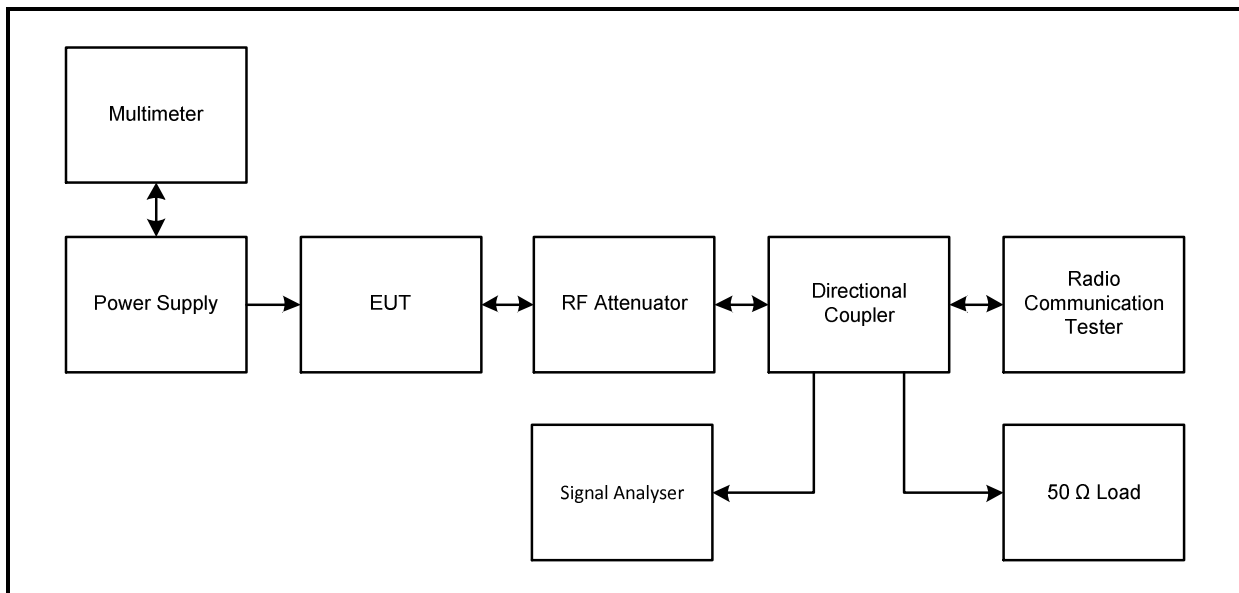 Multimeter
Power Supply
EUT
RF Attenuator
Directional
Coupler
Radio
Communication
Tester
Signal Analyser
50 Ω Load